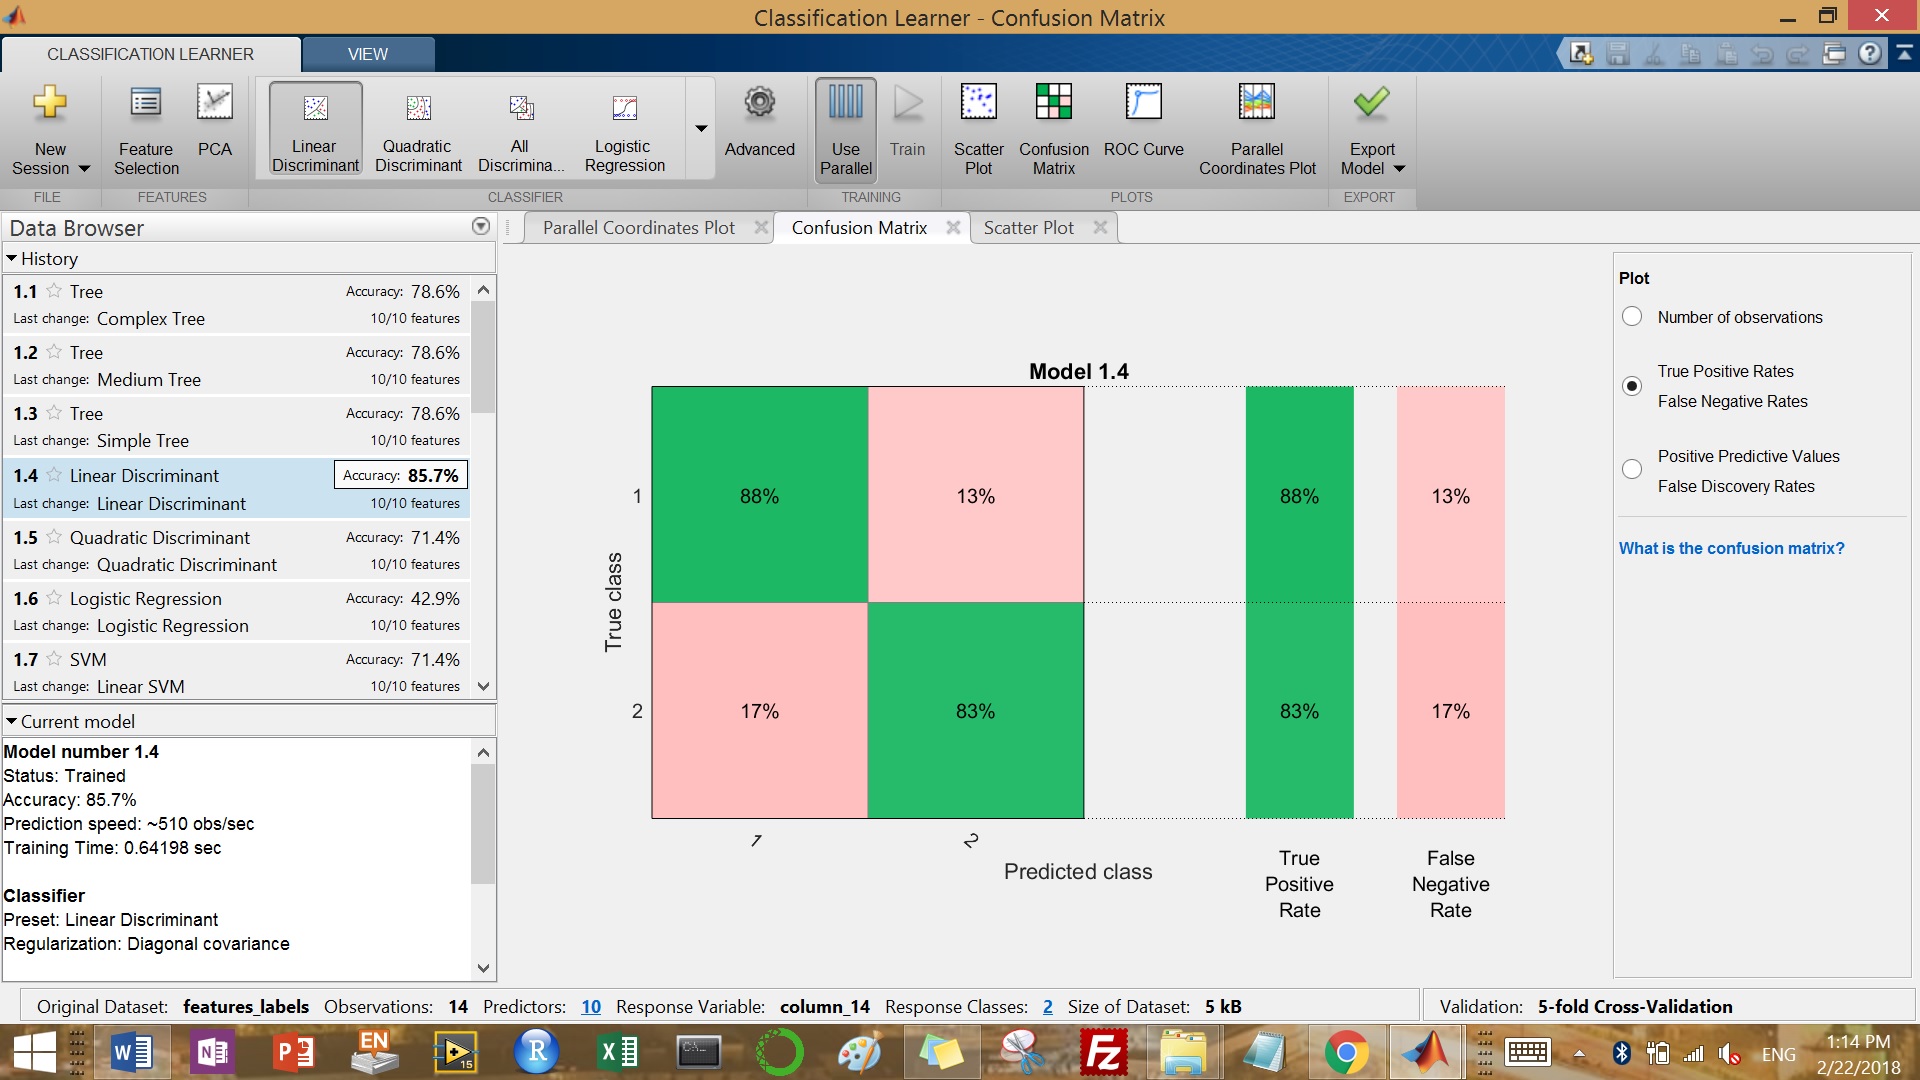 Classification Learner - Confusion Matrix
CLASSIFICATION LEARNER
VIEW
New
Session
Feature
Selection
PCA
Linear
Discriminant
Quadratic
Discriminant
All
Discrimina...
Logistic
Regression
Advanced
Use
Parallel
Train
Scatter
Plot
Confusion
Matrix
ROC Curve
Parallel
Coordinates Plot
Export
Model
FILE
FEATURES
CLASSIFIER
TRAINING
PLOTS
EXPORT
Data Browser
History
1.1 Tree Accuracy: 78.6%
Last change: Complex Tree 10/10 features
1.2 Tree Accuracy: 78.6%
Last change: Medium Tree 10/10 features
1.3 Tree Accuracy: 78.6%
Last change: Simple Tree 10/10 features
1.4 Linear Discriminant Accuracy: 85.7%
Last change: Linear Discriminant 10/10 features
1.5 Quadratic Discriminant Accuracy: 71.4%
Last change: Quadratic Discriminant 10/10 features
1.6 Logistic Regression Accuracy: 42.9%
Last change: Logistic Regression 10/10 features
1.7 SVM Accuracy: 71.4%
Last change: Linear SVM 10/10 features
Current model
Model number 1.4
Status: Trained
Accuracy: 85.7%
Prediction speed: ~510 obs/sec
Training Time: 0.64198 sec
Classifier
Preset: Linear Discriminant
Regularization: Diagonal covariance
Parallel Coordinates Plot
Confusion Matrix
Scatter Plot
Model 1.4
True class
1
88%
13%
88%
13%
2
17%
83%
83%
17%
1
2
Predicted class
True
Positive
Rate
False
Negative
Rate
Plot
Number of observations
True Positive Rates
False Negative Rates
Positive Predictive Values
False Discovery Rates
What is the confusion matrix?
Original Dataset: features_labels Observations: 14 Predictors: 10 Response Variable: column_14 Response Classes: 2 Size of Dataset: 5 kB
Validation: 5-fold Cross-Validation
W
N
P
EN
15
R
X
C:\.
FZ
ENG
1:14 PM
2/22/2018